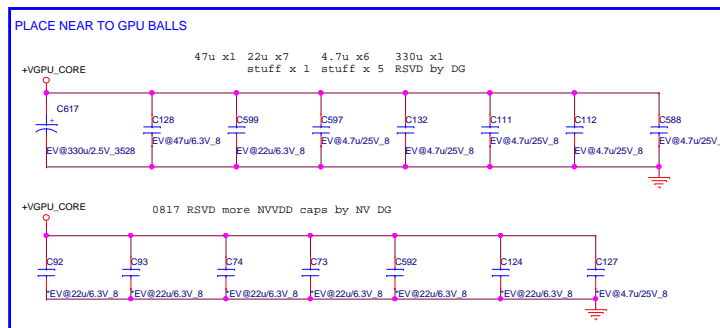 PLACE NEAR TO GPU BALLS
47u x1 22u x7 4.7u x6 330u x1
stuff x 1 stuff x 5 RSVD by DG
+VGPU_CORE
C617
C128 C599 C597 C132 C111 C112 C588
EV@47u/6.3V_8 EV@22u/6.3V_8 EV@4.7u/25V_8 EV@4.7u/25V_8 EV@4.7u/25V_8 EV@4.7u/25V_8 EV@4.7u/25V_8
EV@330u/2.5V_3528
+VGPU_CORE
0817 RSVD more NVVDD caps by NV DG
C92 C93 C74 C73 C592 C124 C127
*EV@22u/6.3V_8 *EV@22u/6.3V_8 *EV@22u/6.3V_8 *EV@22u/6.3V_8 *EV@22u/6.3V_8 *EV@22u/6.3V_8 *EV@4.7u/25V_8